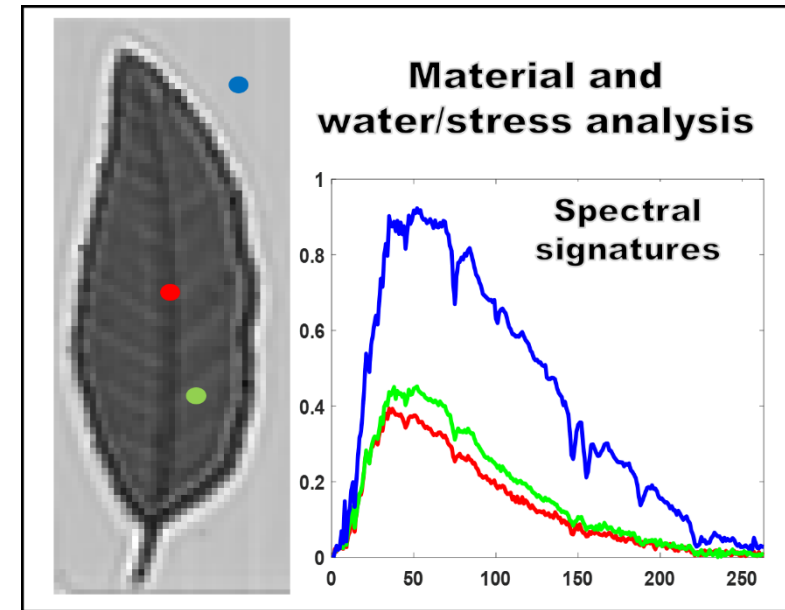 Material and
water/stress analysis
Spectral
signatures
1
0.8
0.6
0.4
0.2
0
0 50 100 150 200 250